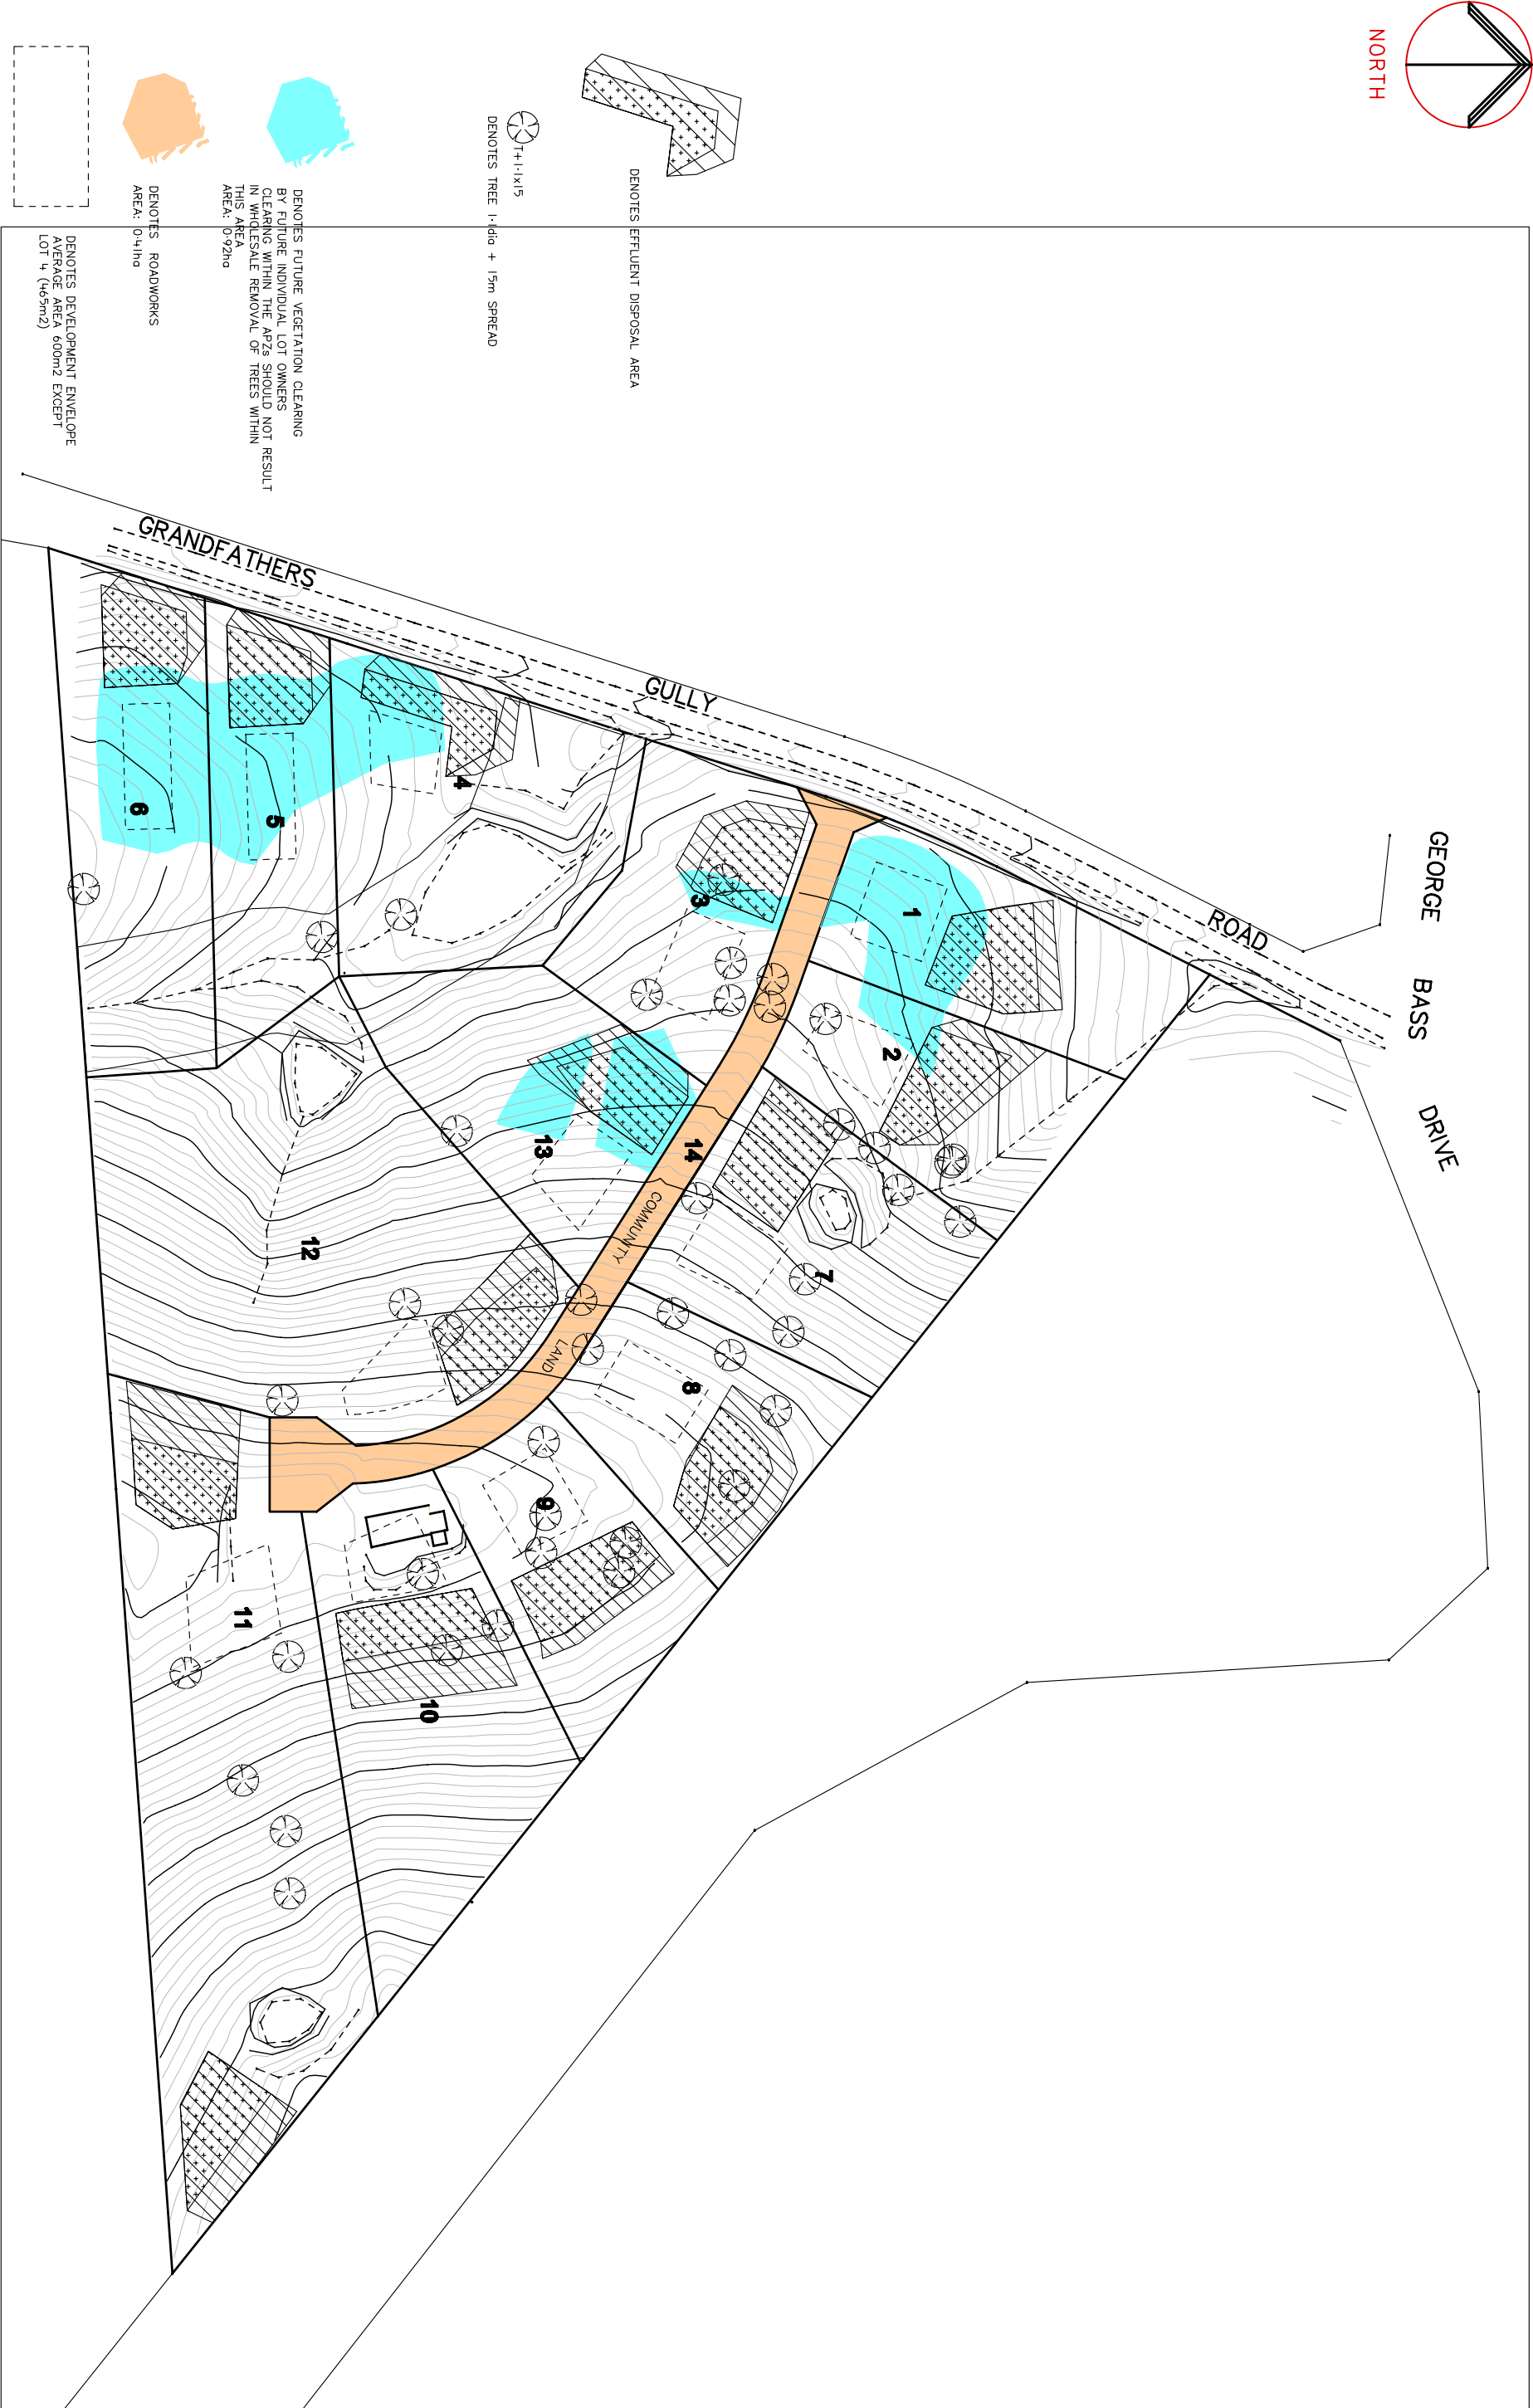 NORTH
DENOTES EFFLUENT DISPOSAL AREA
T+1·1x15
DENOTES TREE 1·1dia + 15m SPREAD
DENOTES FUTURE VEGETATION CLEARING
BY FUTURE INDIVIDUAL LOT OWNERS
CLEARING WITHIN THE APZs SHOULD NOT RESULT
IN WHOLESALE REMOVAL OF TREES WITHIN
THIS AREA
AREA: 0·92ha
DENOTES ROADWORKS
AREA: 0·41ha
DENOTES DEVELOPMENT ENVELOPE
AVERAGE AREA 600m2 EXCEPT
LOT 4 (465m2)
GEORGE BASS DRIVE
GRANDFATHERS GULLY ROAD
1
2
3
4
5
6
7
8
9
10
11
12
13
14
COMMUNITY
LAND